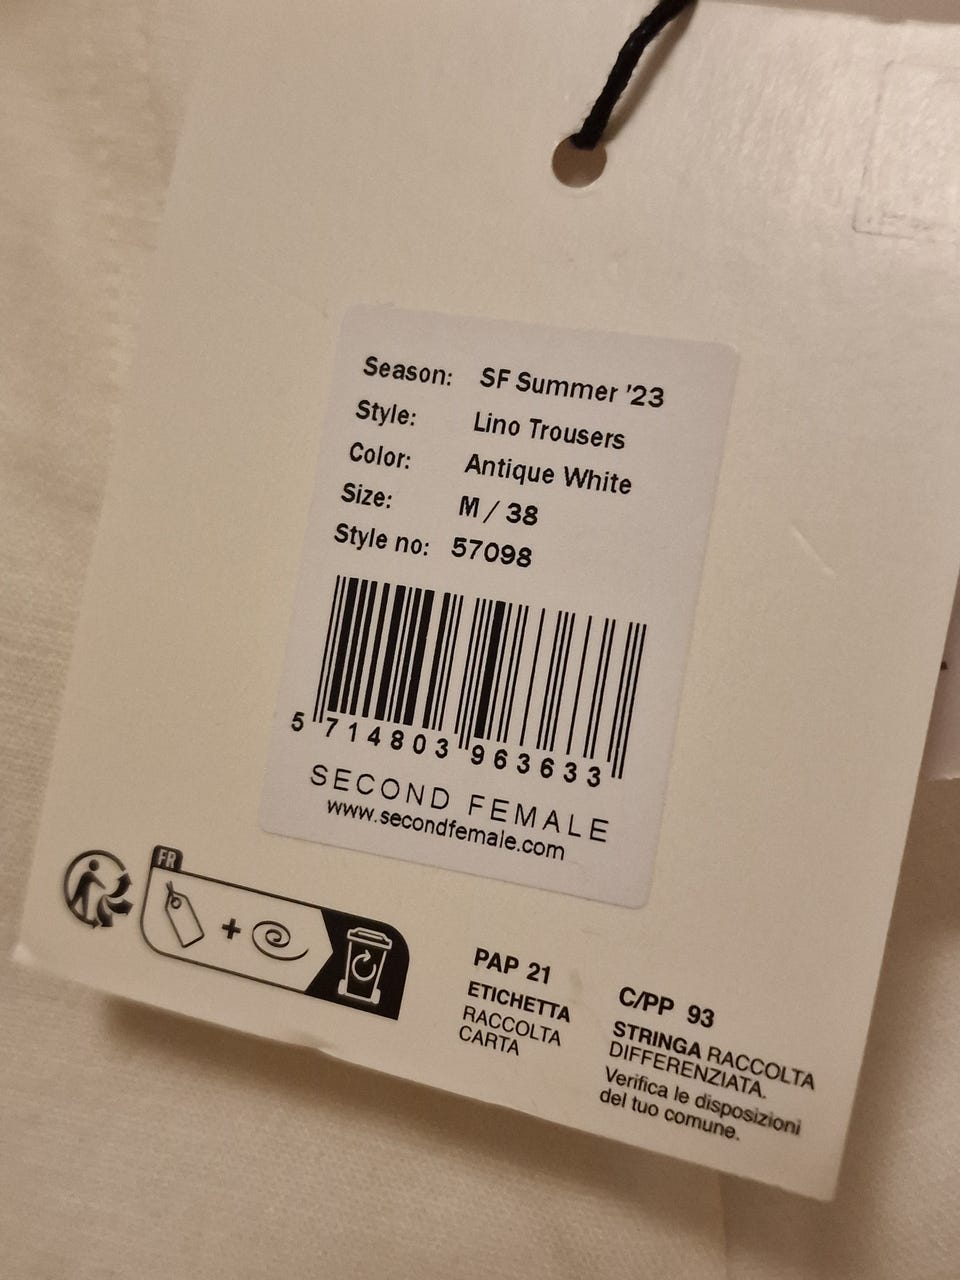 Season: SF Summer '23
Style: Lino Trousers
Color: Antique White
Size: M / 38
Style no: 57098
5 714803 963633
SECOND FEMALE
www.secondfemale.com
FR
+
PAP 21
ETICHETTA
RACCOLTA
CARTA
C/PP 93
STRINGA RACCOLTA
DIFFERENZIATA.
Verifica le disposizioni
del tuo comune.